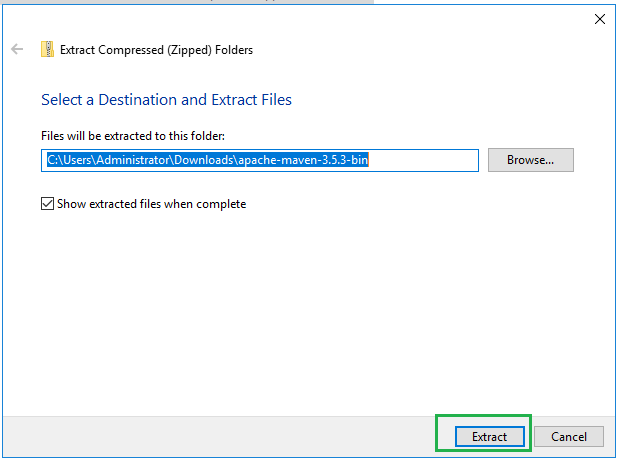 Extract Compressed (Zipped) Folders
Select a Destination and Extract Files
Files will be extracted to this folder:
C:\Users\Administrator\Downloads\apache-maven-3.5.3-bin
Browse...
Show extracted files when complete
Extract
Cancel